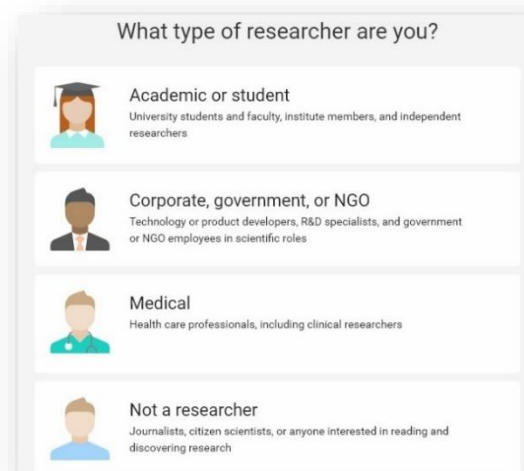 What type of researcher are you?
Academic or student
University students and faculty, institute members, and independent
researchers
Corporate, government, or NGO
Technology or product developers, R&D specialists, and government
or NGO employees in scientific roles
Medical
Health care professionals, including clinical researchers
Not a researcher
Journalists, citizen scientists, or anyone interested in reading and
discovering research